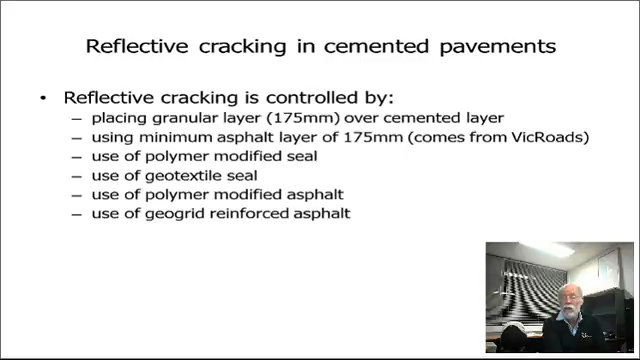 Reflective cracking in cemented pavements
• Reflective cracking is controlled by:
– placing granular layer (175mm) over cemented layer
– using minimum asphalt layer of 175mm (comes from VicRoads)
– use of polymer modified seal
– use of geotextile seal
– use of polymer modified asphalt
– use of geogrid reinforced asphalt